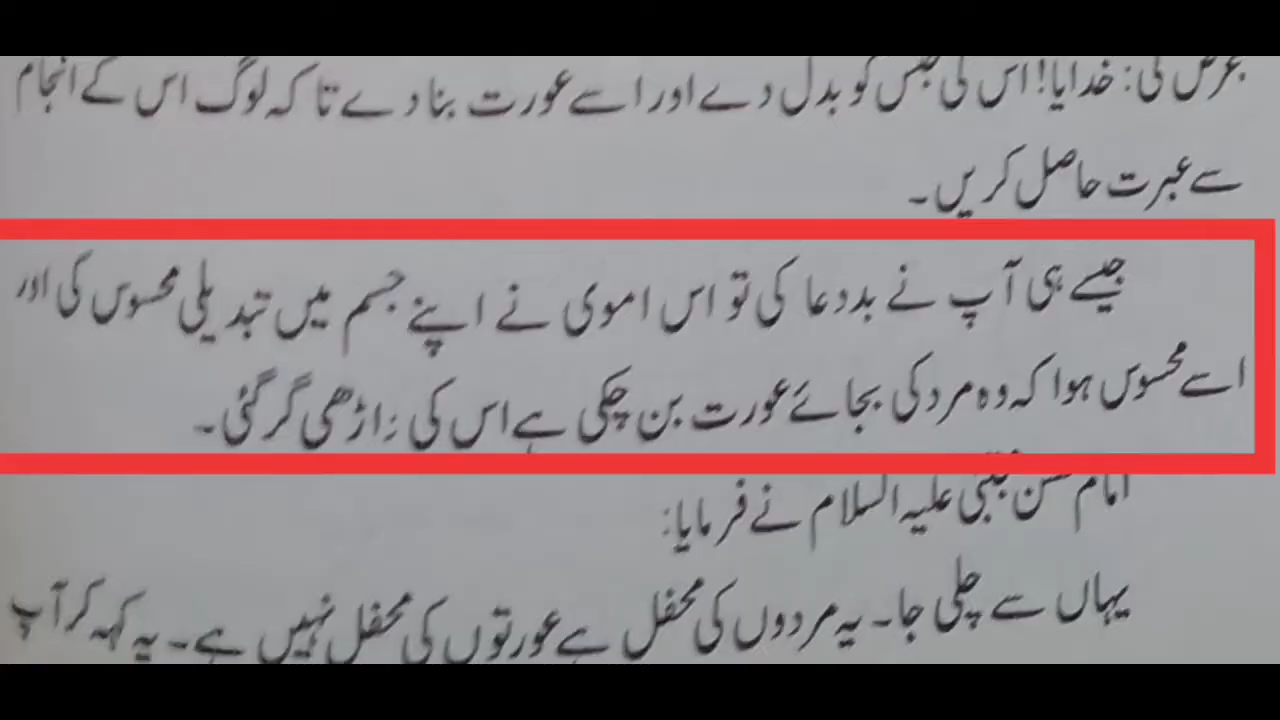 عرض کی: خدایا! اس کی جنس کو بدل دے اور اسے عورت بنا دے تا کہ لوگ اس کے انجام
سے عبرت حاصل کریں۔
جیسے ہی آپ نے بددعا کی تو اس اموی نے اپنے جسم میں تبدیلی محسوس کی اور
اسے محسوس ہوا کہ وہ مرد کی بجائے عورت بن چکی ہے اس کی زاڑھی گر گئی۔
امام حسن مجتبیٰ علیہ السلام نے فرمایا:
یہاں سے چلی جا۔ یہ مردوں کی محفل ہے عورتوں کی محفل نہیں ہے۔ یہ کہہ کر آپ